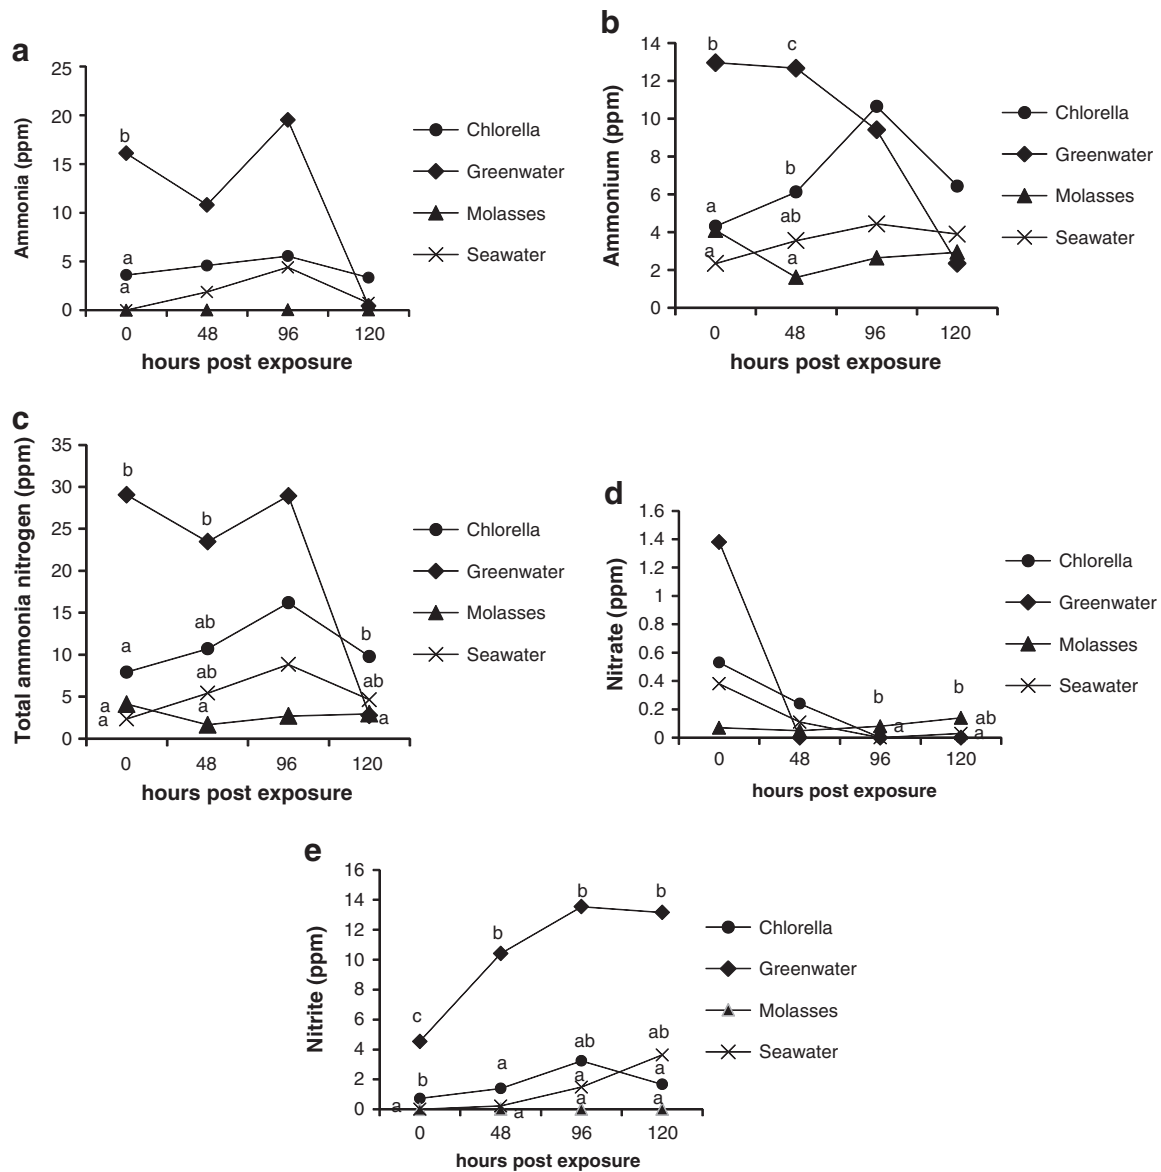 a
25
20
15
10
5
0
Ammonia (ppm)
b
a
a
0 48 96 120
hours post exposure
Chlorella
Greenwater
Molasses
Seawater
b
14
12
10
8
6
4
2
0
Ammonium (ppm)
b c
b
a
ab
a
a
0 48 96 120
hours post exposure
Chlorella
Greenwater
Molasses
Seawater
c
35
30
25
20
15
10
5
0
Total ammonia nitrogen (ppm)
b
b
a ab b
ab ab
a a
a a
0 48 96 120
hours post exposure
Chlorella
Greenwater
Molasses
Seawater
d
1.6
1.4
1.2
1
0.8
0.6
0.4
0.2
0
Nitrate (ppm)
b b
a ab
a
0 48 96 120
hours post exposure
Chlorella
Greenwater
Molasses
Seawater
e
16
14
12
10
8
6
4
2
0
Nitrite (ppm)
b b
b
c
ab ab
b a a a
a a a a
0 48 96 120
hours post exposure
Chlorella
Greenwater
Molasses
Seawater